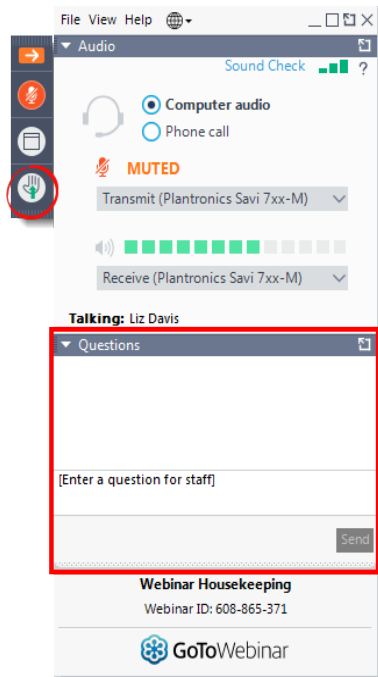 File View Help
Audio
Sound Check
?
Computer audio
Phone call
MUTED
Transmit (Plantronics Savi 7xx-M)
Receive (Plantronics Savi 7xx-M)
Talking: Liz Davis
Questions
[Enter a question for staff]
Send
Webinar Housekeeping
Webinar ID: 608-865-371
GoToWebinar